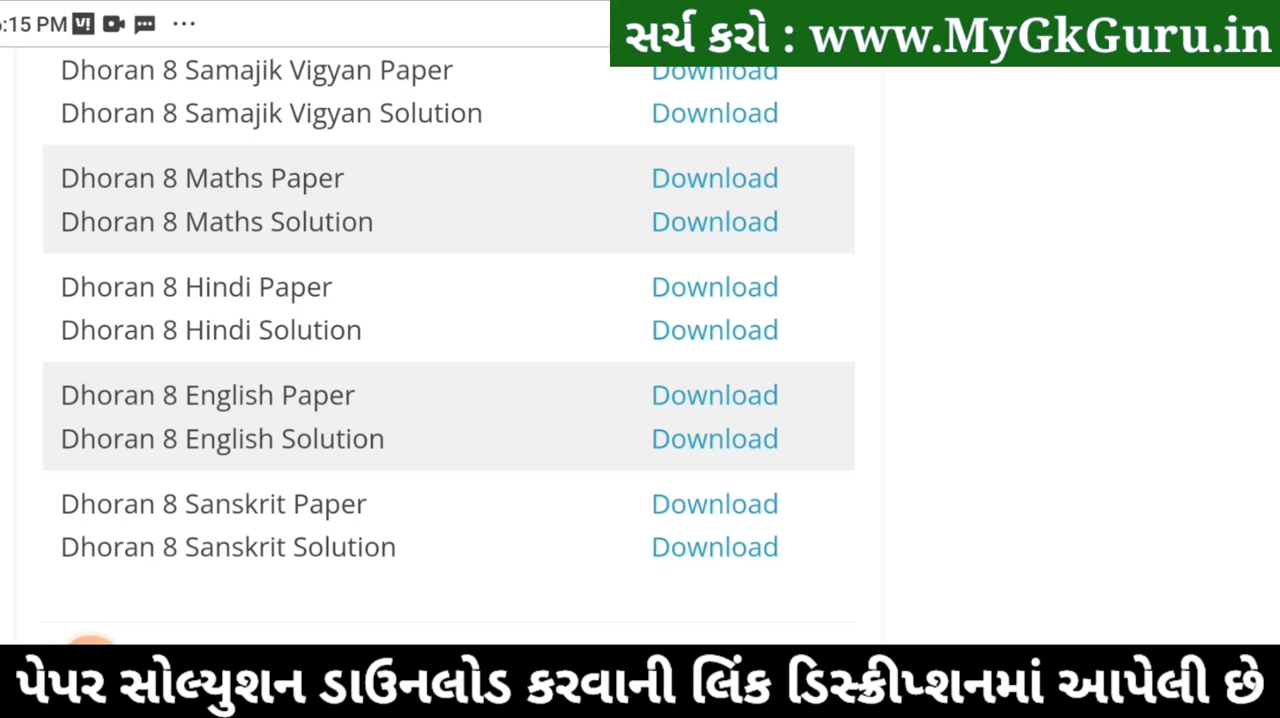 :15 PM
સર્ચ કરો : www.MyGkGuru.in
Dhoran 8 Samajik Vigyan Paper Download
Dhoran 8 Samajik Vigyan Solution Download
Dhoran 8 Maths Paper Download
Dhoran 8 Maths Solution Download
Dhoran 8 Hindi Paper Download
Dhoran 8 Hindi Solution Download
Dhoran 8 English Paper Download
Dhoran 8 English Solution Download
Dhoran 8 Sanskrit Paper Download
Dhoran 8 Sanskrit Solution Download
પેપર સોલ્યુશન ડાઉનલોડ કરવાની લિંક ડિસ્ક્રીપ્શનમાં આપેલી છે